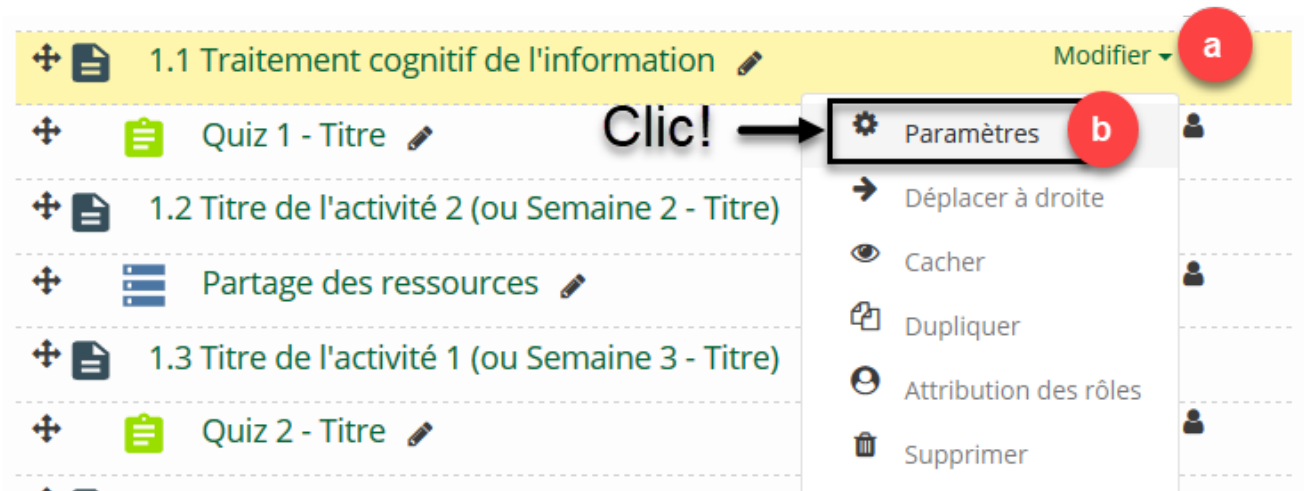 1.1 Traitement cognitif de l'information Modifier a
Quiz 1 - Titre Clic! Paramètres b
1.2 Titre de l'activité 2 (ou Semaine 2 - Titre) Déplacer à droite
Partage des ressources Cacher
Dupliquer
1.3 Titre de l'activité 1 (ou Semaine 3 - Titre)
Attribution des rôles
Quiz 2 - Titre Supprimer